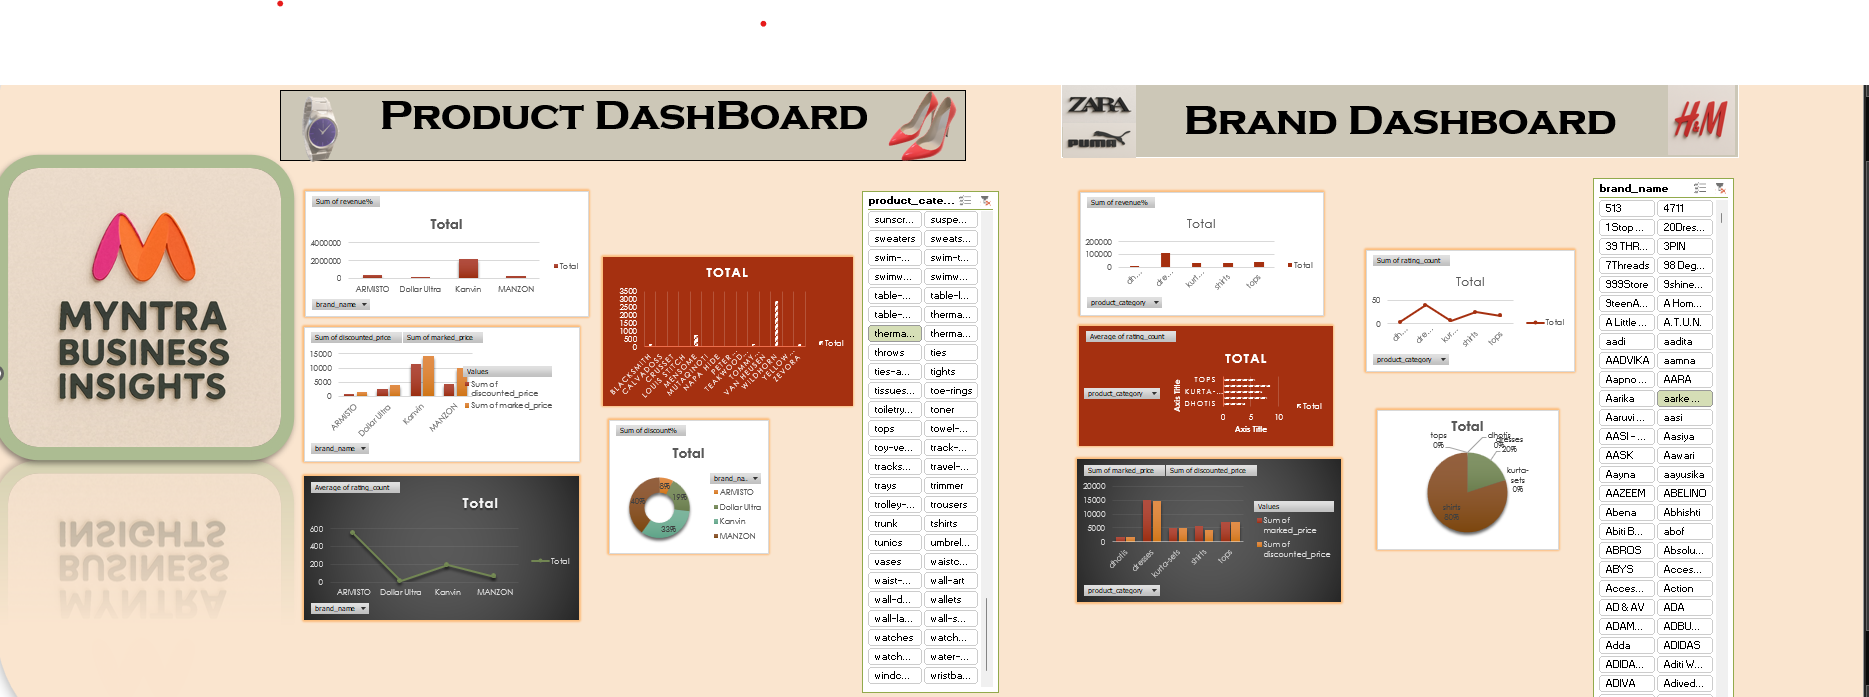 PRODUCT DASHBOARD
ZARA
PUMA
BRAND DASHBOARD
H&M
MYNTRA
BUSINESS
INSIGHTS
Sum of revenue%
Total
4000000
2000000
0
ARMISTO
Dollar Ultra
Kanvin
MANZON
Total
brand_name
Sum of discounted_price
Sum of marked_price
15000
10000
5000
0
ARMISTO
Dollar Ultra
Kanvin
MANZON
Values
Sum of
discounted_price
Sum of marked_price
brand_name
Average of rating_count
Total
600
400
200
0
ARMISTO
Dollar Ultra
Kanvin
MANZON
Total
brand_name
TOTAL
3500
3000
2500
2000
1500
1000
500
0
BLACKSMITH
CALVADOSS
CRUSSET
LOUIS STITCH
MENSOME
MUTAQINOTI
NAPA HIDE
PETER...
TEAKWOOD...
TOMMY...
VAN HEUSEN
WILDHORN
YELLOW...
ZEVORA
Total
Sum of discount%
Total
8%
19%
33%
40%
brand_na..
ARMISTO
Dollar Ultra
Kanvin
MANZON
product_cate...
sunscr... suspe...
sweaters sweats...
swim-... swim-t...
swimw... swimw...
table-... table-l...
table-... therma...
therma... therma...
throws ties
ties-a... tights
tissues... toe-rings
toiletry... toner
tops towel-...
toy-ve... track-...
tracks... travel-...
trays trimmer
trolley-... trousers
trunk tshirts
tunics umbrel...
vases waistc...
waist-... wall-art
wall-d... wallets
wall-la... wall-s...
watches watch...
watch... water-...
windc... wristba...
Sum of revenue%
Total
200000
100000
0
dh...
dre...
kurt...
shirts
tops
Total
product_category
Average of rating_count
TOTAL
product_category
Axis Title
TOPS
KURTA-...
DHOTIS
0 5 10
Axis Title
Total
Sum of marked_price
Sum of discounted_price
20000
15000
10000
5000
0
dhotis
dresses
kurta-sets
shirts
tops
Values
Sum of
marked_price
Sum of
discounted_price
product_category
Sum of rating_count
Total
50
0
dh...
dre...
kur...
shirts
tops
Total
product_category
Total
tops
0%
dhotis
0%
dresses
20%
kurta-
sets
0%
shirts
80%
brand_name
513 4711
1Stop ... 20Dres...
39 THR... 3PIN
7Threads 98 Deg...
999Store 9shine...
9teenA... A Hom...
A Little ... A.T.U.N.
aadi aadita
AADVIKA aamna
Aapno ... AARA
Aarika aarke ...
Aaruvi ... aasi
AASI - ... Aasiya
AASK Aawari
Aayna aayusika
AAZEEM ABELINO
Abena Abhishti
Abiti B... abof
ABROS Absolu...
ABYS Acces...
Acces... Action
AD & AV ADA
ADAM... ADBU...
Adda ADIDAS
ADIDA... Aditi W...
ADIVA Adived...